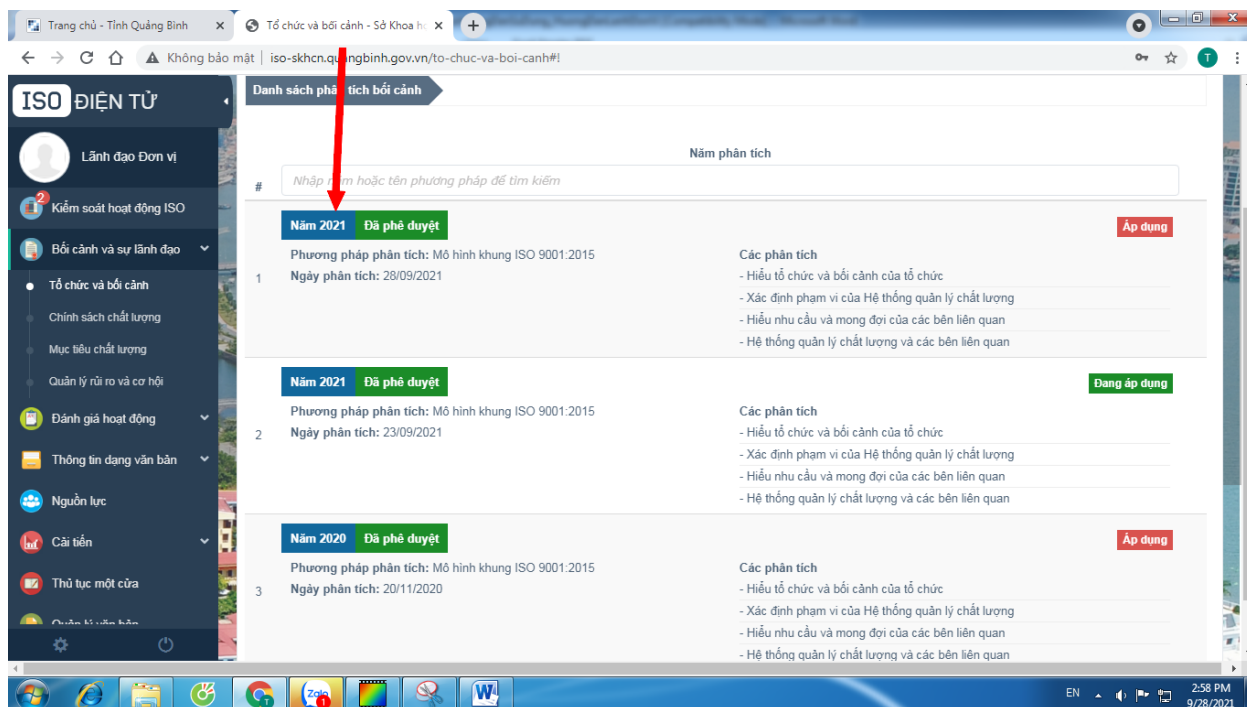 Trang chủ - Tỉnh Quảng Bình
Tổ chức và bối cảnh - Sở Khoa họ
Không bảo mật | iso-skhcn.quangbinh.gov.vn/to-chuc-va-boi-canh#!
T
ISO ĐIỆN TỬ
Lãnh đạo Đơn vị
2
Kiểm soát hoạt động ISO
Bối cảnh và sự lãnh đạo
Tổ chức và bối cảnh
Chính sách chất lượng
Mục tiêu chất lượng
Quản lý rủi ro và cơ hội
Đánh giá hoạt động
Thông tin dạng văn bản
Nguồn lực
Cải tiến
Thủ tục một cửa
Quản lí văn bản
Danh sách phân tích bối cảnh
Năm phân tích
#
Nhập năm hoặc tên phương pháp để tìm kiếm
Năm 2021 Đã phê duyệt Áp dụng
Phương pháp phân tích: Mô hình khung ISO 9001:2015
Ngày phân tích: 28/09/2021
1
Các phân tích
- Hiểu tổ chức và bối cảnh của tổ chức
- Xác định phạm vi của Hệ thống quản lý chất lượng
- Hiểu nhu cầu và mong đợi của các bên liên quan
- Hệ thống quản lý chất lượng và các bên liên quan
Năm 2021 Đã phê duyệt Đang áp dụng
Phương pháp phân tích: Mô hình khung ISO 9001:2015
Ngày phân tích: 23/09/2021
2
Các phân tích
- Hiểu tổ chức và bối cảnh của tổ chức
- Xác định phạm vi của Hệ thống quản lý chất lượng
- Hiểu nhu cầu và mong đợi của các bên liên quan
- Hệ thống quản lý chất lượng và các bên liên quan
Năm 2020 Đã phê duyệt Áp dụng
Phương pháp phân tích: Mô hình khung ISO 9001:2015
Ngày phân tích: 20/11/2020
3
Các phân tích
- Hiểu tổ chức và bối cảnh của tổ chức
- Xác định phạm vi của Hệ thống quản lý chất lượng
- Hiểu nhu cầu và mong đợi của các bên liên quan
- Hệ thống quản lý chất lượng và các bên liên quan
Zalo
1
W
EN
2:58 PM
9/28/2021